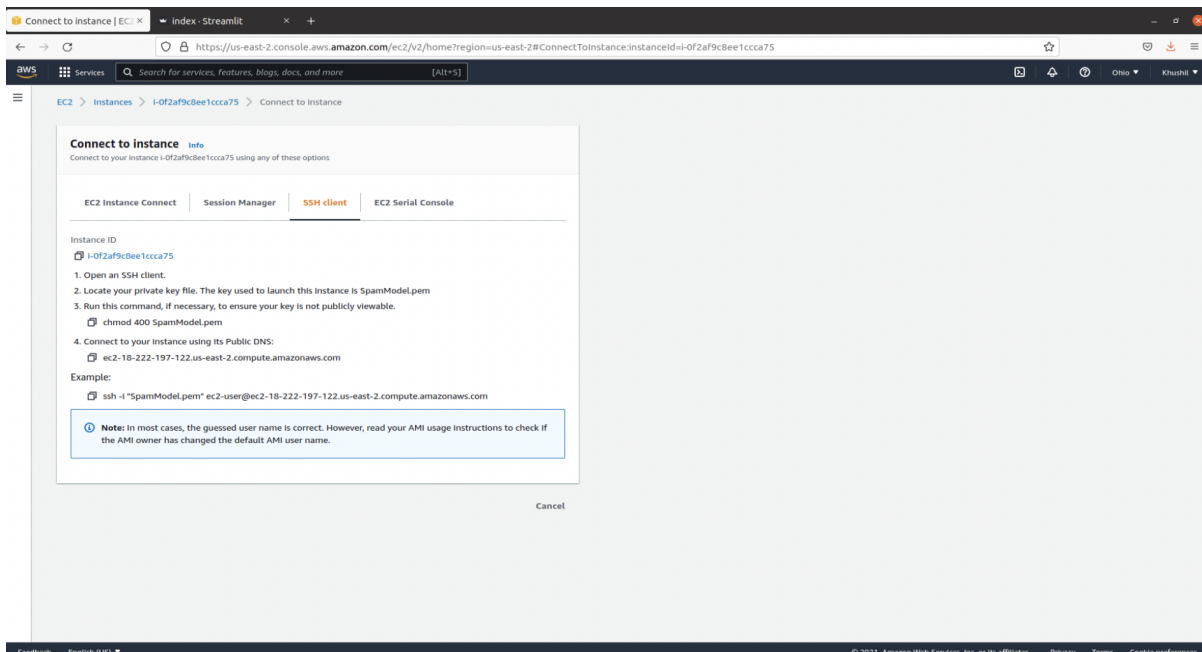 Connect to instance | EC2
index · Streamlit
https://us-east-2.console.aws.amazon.com/ec2/v2/home?region=us-east-2#ConnectToInstance:instanceId=i-0f2af9c8ee1ccca75
aws
Services
Search for services, features, blogs, docs, and more
[Alt+S]
Ohio
Khushil
EC2 > Instances > i-0f2af9c8ee1ccca75 > Connect to instance
Connect to instance Info
Connect to your instance i-0f2af9c8ee1ccca75 using any of these options
EC2 Instance Connect
Session Manager
SSH client
EC2 Serial Console
Instance ID
i-0f2af9c8ee1ccca75
1. Open an SSH client.
2. Locate your private key file. The key used to launch this instance is SpamModel.pem
3. Run this command, if necessary, to ensure your key is not publicly viewable.
chmod 400 SpamModel.pem
4. Connect to your instance using its Public DNS:
ec2-18-222-197-122.us-east-2.compute.amazonaws.com
Example:
ssh -i "SpamModel.pem" ec2-user@ec2-18-222-197-122.us-east-2.compute.amazonaws.com
Note: In most cases, the guessed user name is correct. However, read your AMI usage instructions to check if
the AMI owner has changed the default AMI user name.
Cancel
Feedback
English (US)
© 2021, Amazon Web Services, Inc. or its affiliates.
Privacy
Terms
Cookie preferences